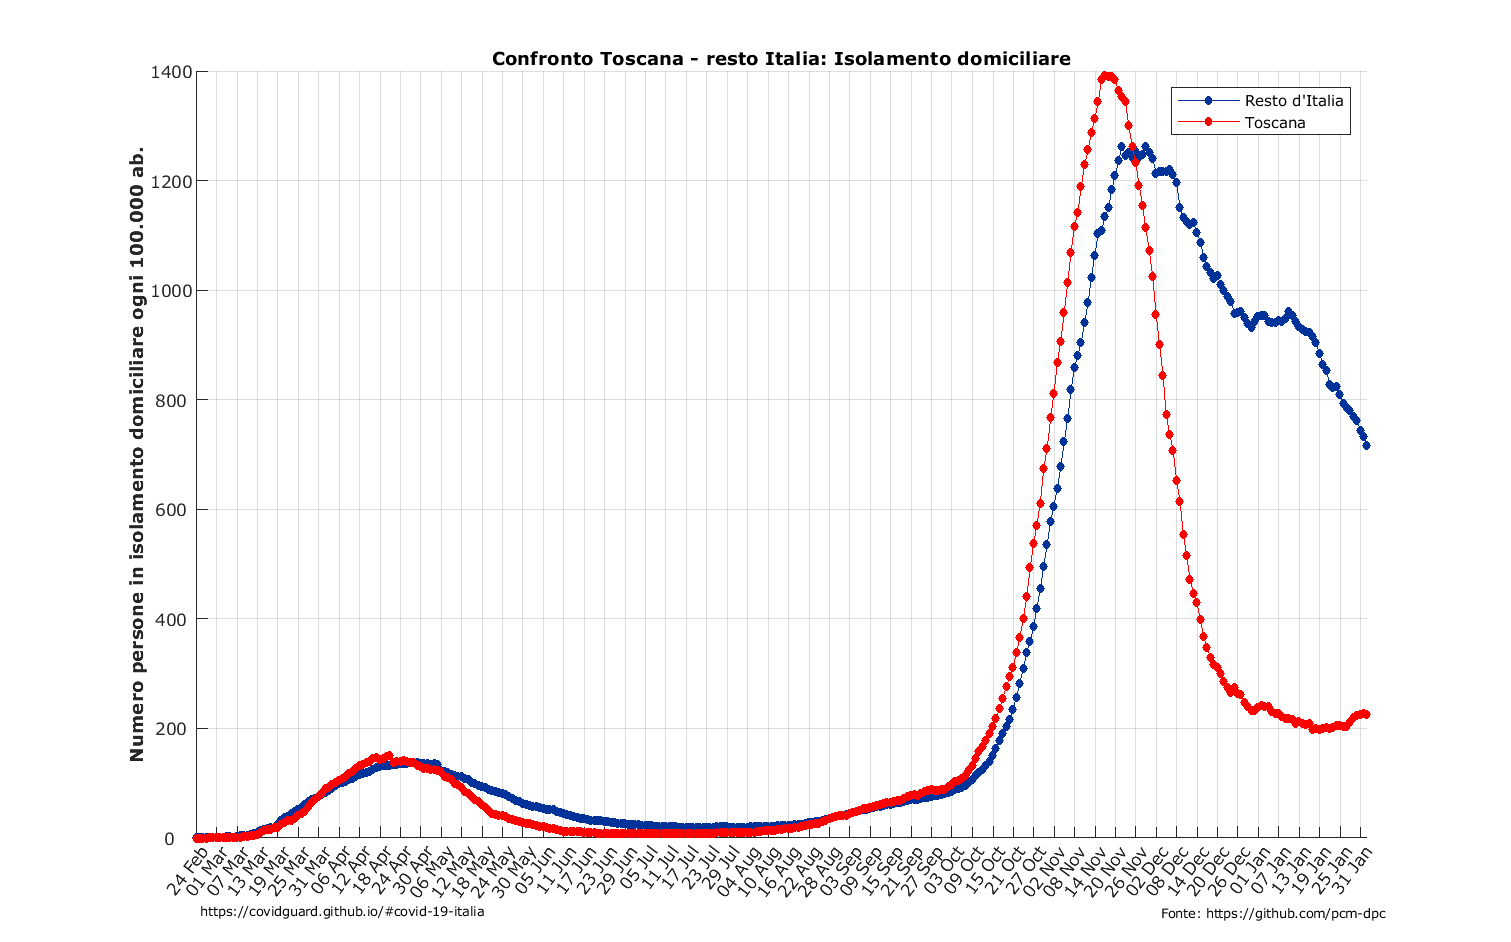 Confronto Toscana - resto Italia: Isolamento domiciliare
Numero persone in isolamento domiciliare ogni 100.000 ab.
1400
1200
1000
800
600
400
200
0
Resto d'Italia
Toscana
24 Feb
01 Mar
07 Mar
13 Mar
19 Mar
25 Mar
31 Mar
06 Apr
12 Apr
18 Apr
24 Apr
30 Apr
06 May
12 May
18 May
24 May
30 May
05 Jun
11 Jun
17 Jun
23 Jun
29 Jun
05 Jul
11 Jul
17 Jul
23 Jul
29 Jul
04 Aug
10 Aug
16 Aug
22 Aug
28 Aug
03 Sep
09 Sep
15 Sep
21 Sep
27 Sep
03 Oct
09 Oct
15 Oct
21 Oct
27 Oct
02 Nov
08 Nov
14 Nov
20 Nov
26 Nov
02 Dec
08 Dec
14 Dec
20 Dec
26 Dec
01 Jan
07 Jan
13 Jan
19 Jan
25 Jan
31 Jan
https://covidguard.github.io/#covid-19-italia
Fonte: https://github.com/pcm-dpc